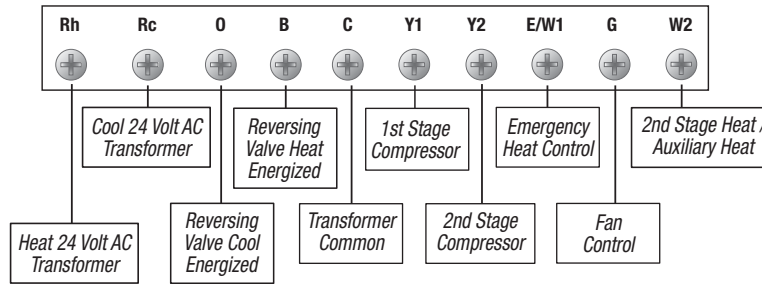 Rh Rc O B C Y1 Y2 E/W1 G W2
Cool 24 Volt AC
Transformer
Reversing
Valve Heat
Energized
1st Stage
Compressor
Emergency
Heat Control
2nd Stage Heat /
Auxiliary Heat
Heat 24 Volt AC
Transformer
Reversing
Valve Cool
Energized
Transformer
Common
2nd Stage
Compressor
Fan
Control